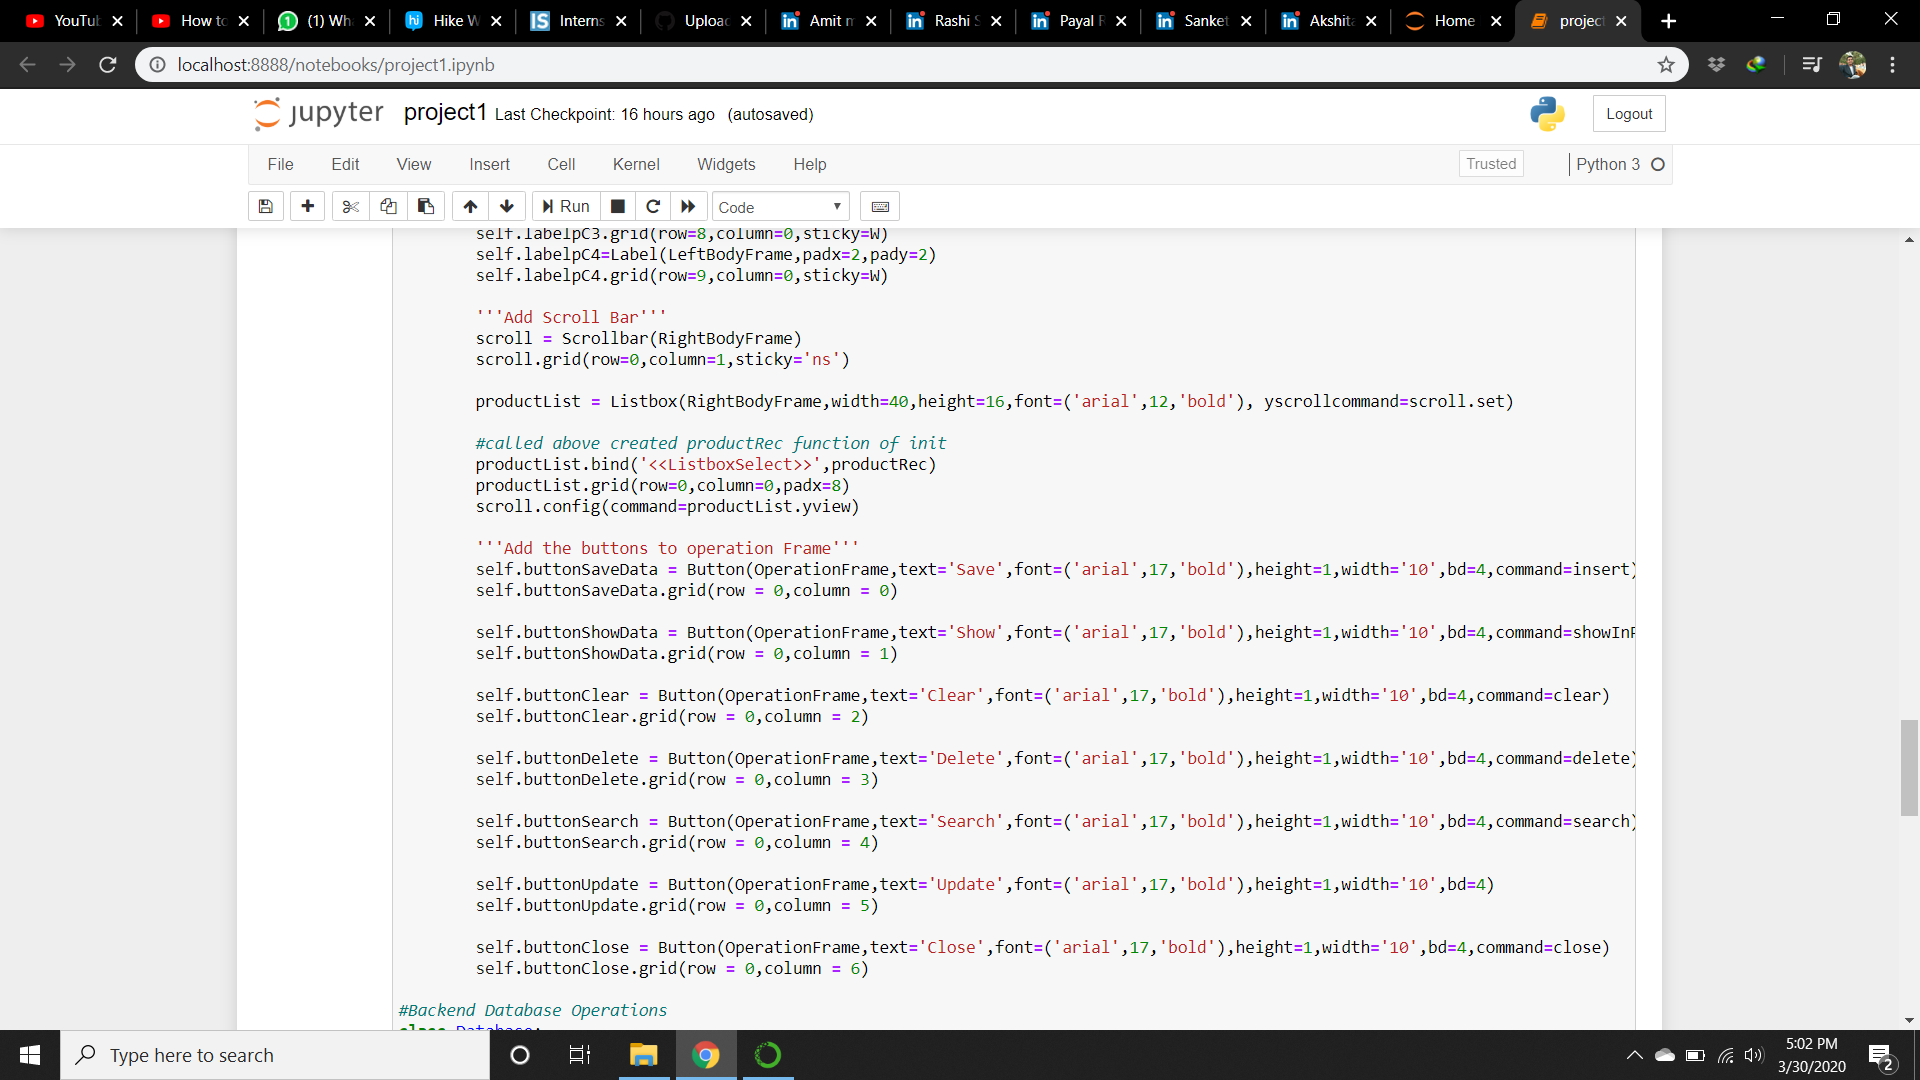 YouTub
How to
(1) Wh
Hike W
Interns
Uploac
Amit m
Rashi S
Payal
Sanket
Akshita
Home
project
localhost:8888/notebooks/project1.ipynb
jupyter project1 Last Checkpoint: 16 hours ago (autosaved)
Logout
File Edit View Insert Cell Kernel Widgets Help
Trusted
Python 3
Run
Code
self.labelpC3.grid(row=8,column=0,sticky=W)
self.labelpC4=Label(LeftBodyFrame,padx=2,pady=2)
self.labelpC4.grid(row=9,column=0,sticky=W)
'''Add Scroll Bar'''
scroll = Scrollbar(RightBodyFrame)
scroll.grid(row=0,column=1,sticky='ns')
productList = Listbox(RightBodyFrame,width=40,height=16,font=('arial',12,'bold'), yscrollcommand=scroll.set)
#called above created productRec function of init
productList.bind('<<ListboxSelect>>',productRec)
productList.grid(row=0,column=0,padx=8)
scroll.config(command=productList.yview)
'''Add the buttons to operation Frame'''
self.buttonSaveData = Button(OperationFrame,text='Save',font=('arial',17,'bold'),height=1,width='10',bd=4,command=insert)
self.buttonSaveData.grid(row = 0,column = 0)
self.buttonShowData = Button(OperationFrame,text='Show',font=('arial',17,'bold'),height=1,width='10',bd=4,command=showInP
self.buttonShowData.grid(row = 0,column = 1)
self.buttonClear = Button(OperationFrame,text='Clear',font=('arial',17,'bold'),height=1,width='10',bd=4,command=clear)
self.buttonClear.grid(row = 0,column = 2)
self.buttonDelete = Button(OperationFrame,text='Delete',font=('arial',17,'bold'),height=1,width='10',bd=4,command=delete)
self.buttonDelete.grid(row = 0,column = 3)
self.buttonSearch = Button(OperationFrame,text='Search',font=('arial',17,'bold'),height=1,width='10',bd=4,command=search)
self.buttonSearch.grid(row = 0,column = 4)
self.buttonUpdate = Button(OperationFrame,text='Update',font=('arial',17,'bold'),height=1,width='10',bd=4)
self.buttonUpdate.grid(row = 0,column = 5)
self.buttonClose = Button(OperationFrame,text='Close',font=('arial',17,'bold'),height=1,width='10',bd=4,command=close)
self.buttonClose.grid(row = 0,column = 6)
#Backend Database Operations
class Database:
Type here to search
5:02 PM
3/30/2020
2